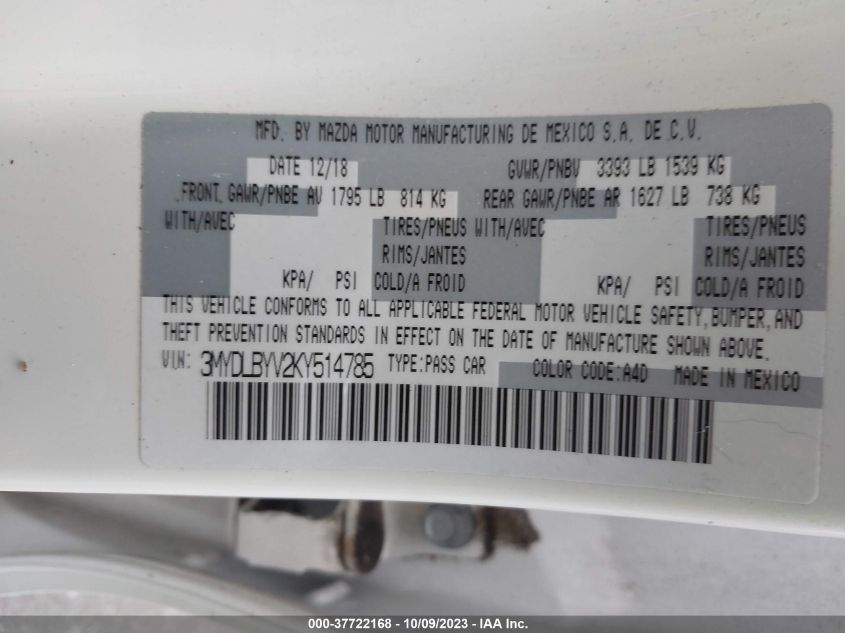 MFD. BY MAZDA MOTOR MANUFACTURING DE MEXICO S.A. DE C.V.
DATE 12/18 GVWR/PNBV 3393 LB 1539 KG
FRONT GAWR/PNBE AV 1795 LB 814 KG REAR GAWR/PNBE AR 1627 LB 738 KG
WITH/AVEC TIRES/PNEUS WITH/AVEC TIRES/PNEUS
RIMS/JANTES RIMS/JANTES
KPA/ PSI COLD/A FROID KPA/ PSI COLD/A FROID
THIS VEHICLE CONFORMS TO ALL APPLICABLE FEDERAL MOTOR VEHICLE SAFETY, BUMPER, AND
THEFT PREVENTION STANDARDS IN EFFECT ON THE DATE OF MANUFACTURE SHOWN ABOVE.
VIN: 3MYDLBYV2KY514785 TYPE:PASS CAR COLOR CODE:A4D MADE IN MEXICO
000-37722168 - 10/09/2023 - IAAI Inc.